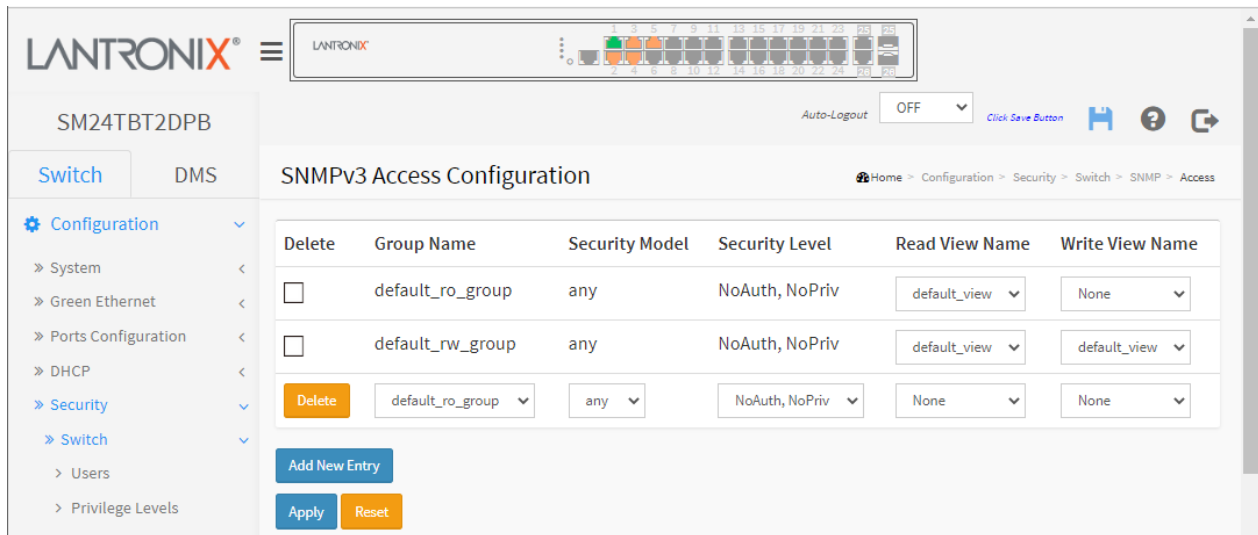 LANTRONIX®
LANTRONIX
1 3 5 7 9 11 13 15 17 19 21 23 25 25
2 4 6 8 10 12 14 16 18 20 22 24 26 26
SM24TBT2DPB
Auto-Logout OFF Click Save Button
Switch DMS
SNMPv3 Access Configuration
Home > Configuration > Security > Switch > SNMP > Access
Configuration
» System
» Green Ethernet
» Ports Configuration
» DHCP
» Security
» Switch
> Users
> Privilege Levels
Delete Group Name Security Model Security Level Read View Name Write View Name
default_ro_group any NoAuth, NoPriv default_view None
default_rw_group any NoAuth, NoPriv default_view default_view
Delete default_ro_group any NoAuth, NoPriv None None
Add New Entry
Apply Reset